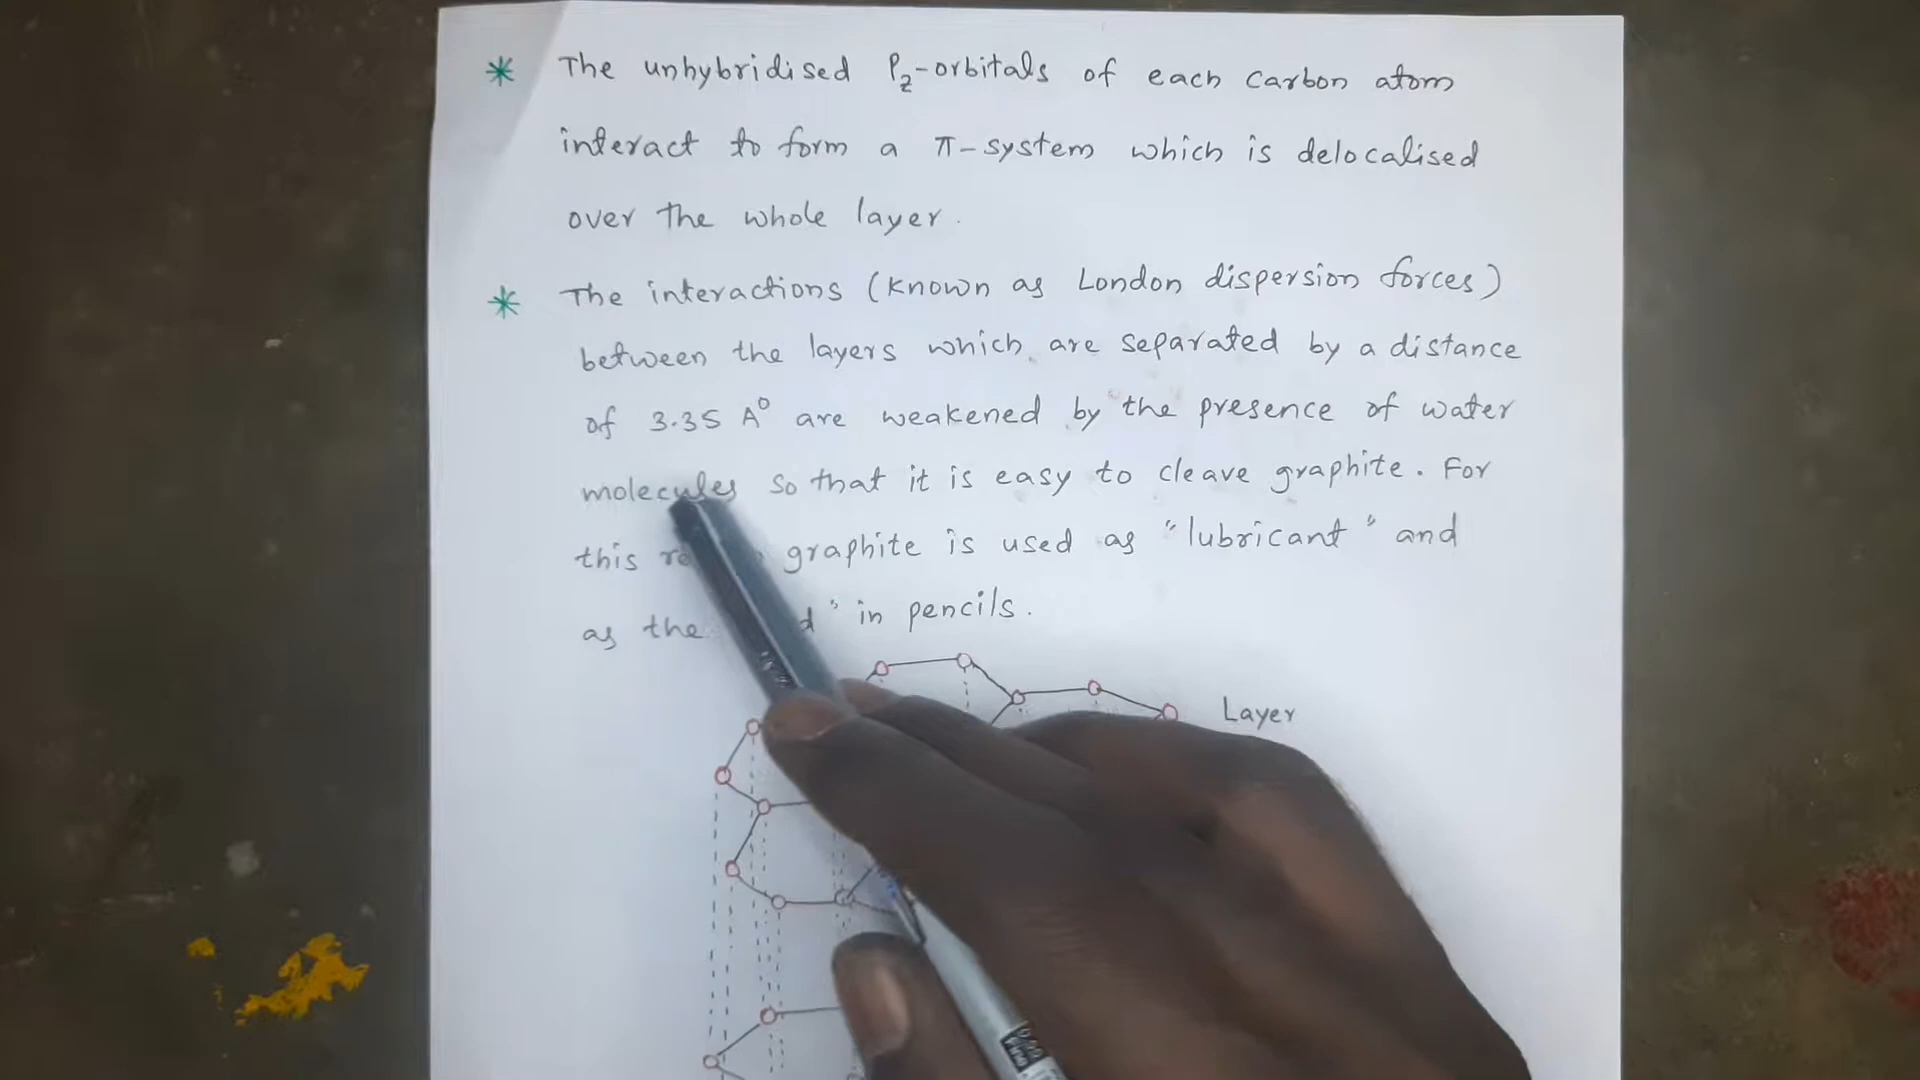 * The unhybridised Pz-orbitals of each carbon atom
interact to form a π-system which is delocalised
over the whole layer.
* The interactions (known as London dispersion forces)
between the layers which are separated by a distance
of 3.35 A° are weakened by the presence of water
molecules so that it is easy to cleave graphite. For
this graphite is used as "lubricant" and
as the " in pencils.
Layer